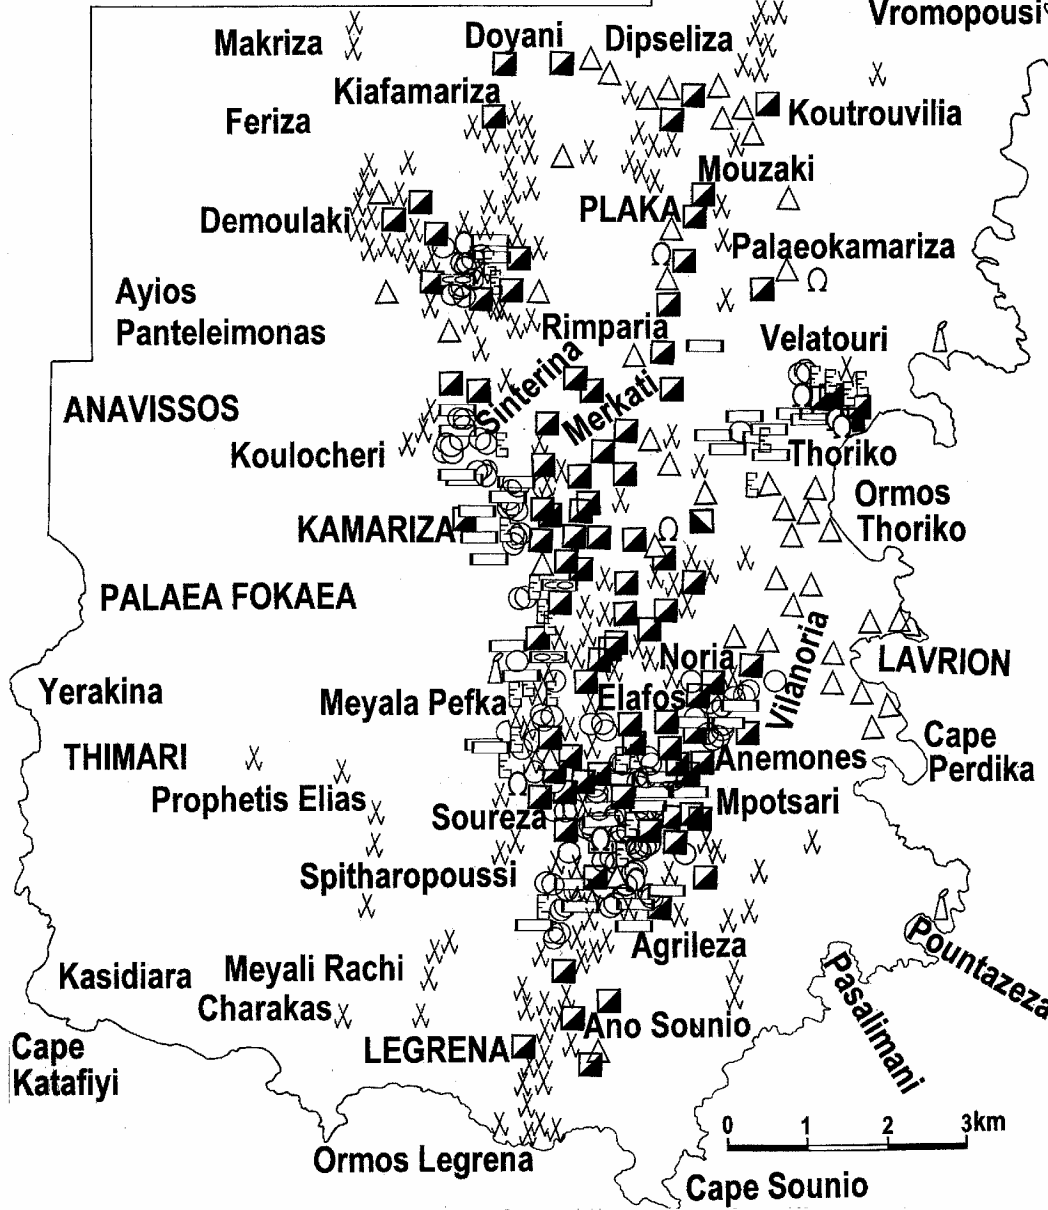 Vromopousi
Makriza
Doyani
Dipseliza
Kiafamariza
Feriza
Koutrouvilia
Mouzaki
Demoulaki
PLAKA
Palaeokamariza
Ayios
Panteleimonas
Rimparia
Velatouri
Sinterina
Merkati
ANAVISSOS
Koulocheri
Thoriko
Ormos
Thoriko
KAMARIZA
PALAEA FOKAEA
Vilanoria
Noria
LAVRION
Yerakina
Meyala Pefka
Elafos
THIMARI
Anemones
Cape
Perdika
Prophetis Elias
Mpotsari
Soureza
Spitharopoussi
Agrileza
Pountazeza
Pasalimani
Kasidiara
Meyali Rachi
Charakas
Ano Sounio
LEGRENA
Cape
Katafiyi
0 1 2 3km
Ormos Legrena
Cape Sounio